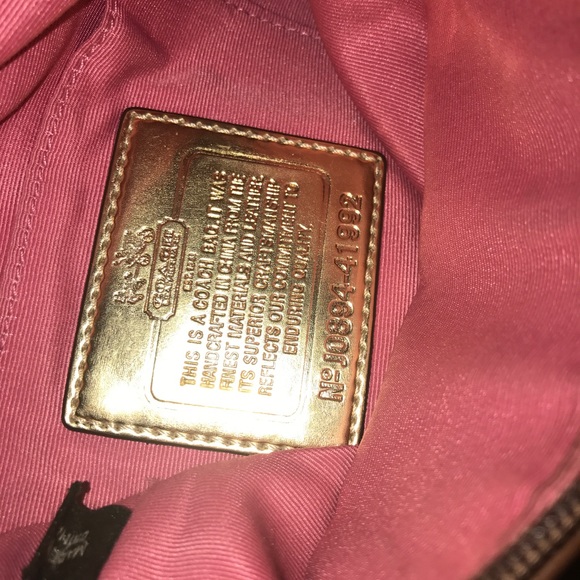 COACH
EST. 1941
THIS IS A COACH BAG. IT WAS
HANDCRAFTED IN CHINA FROM THE
FINEST MATERIALS AND LEATHER.
ITS SUPERIOR CRAFTSMANSHIP
REFLECTS OUR COMMITMENT TO
ENDURING QUALITY.
Nº J0894-41992